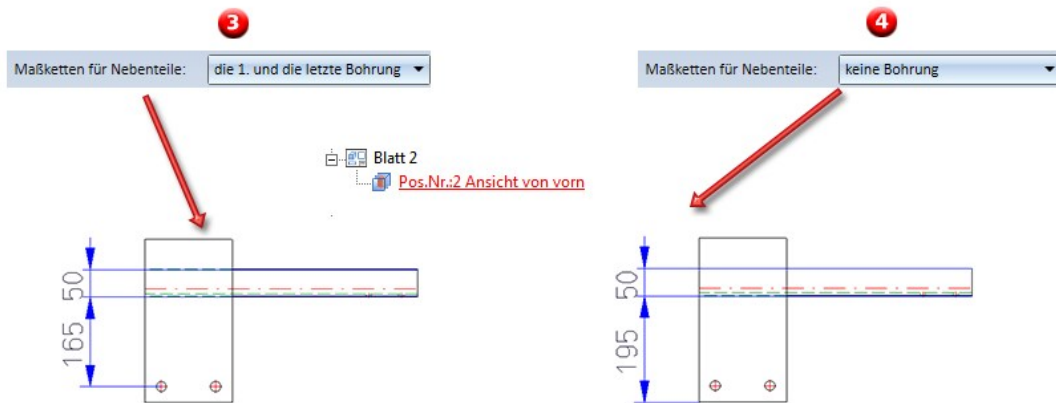 3
4
Maßketten für Nebenteile: die 1. und die letzte Bohrung
Maßketten für Nebenteile: keine Bohrung
Blatt 2
Pos.Nr.:2 Ansicht von vorn
50
165
50
195